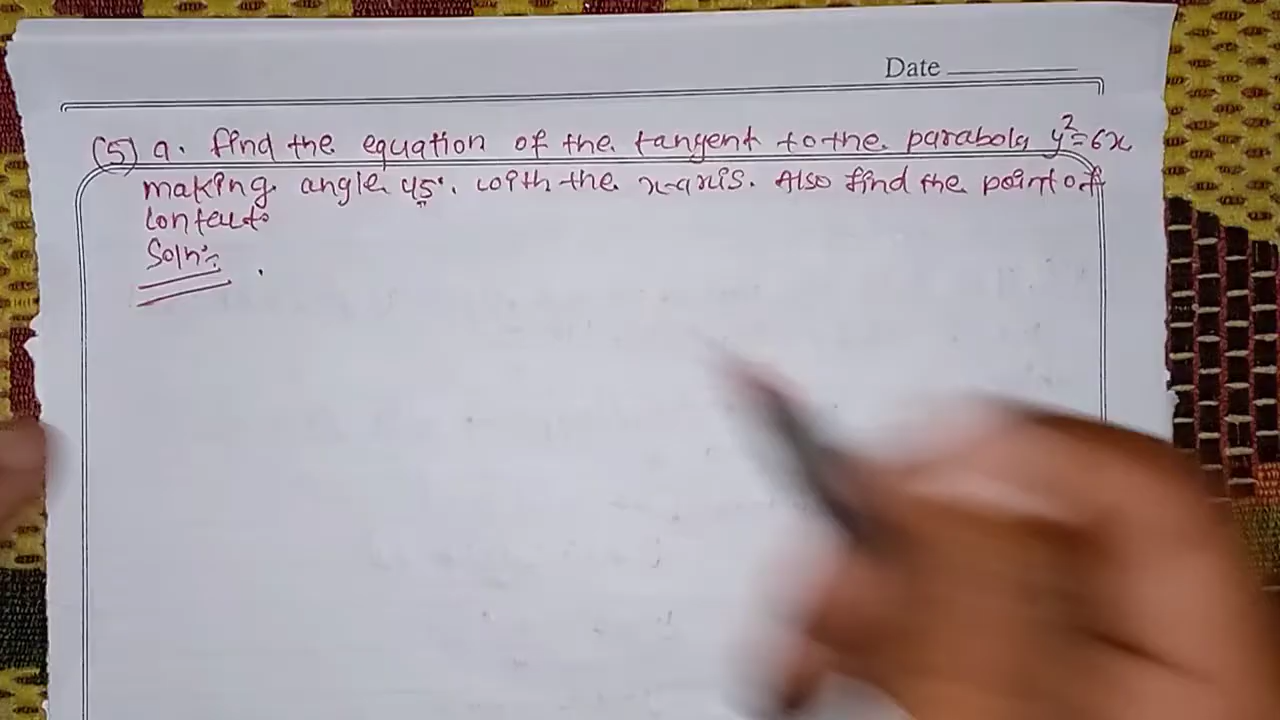 Date
(5) a. find the equation of the tangent to the parabola y²=6x
making angle 45°. with the x-axis. Also find the point of
contact.
Soln: